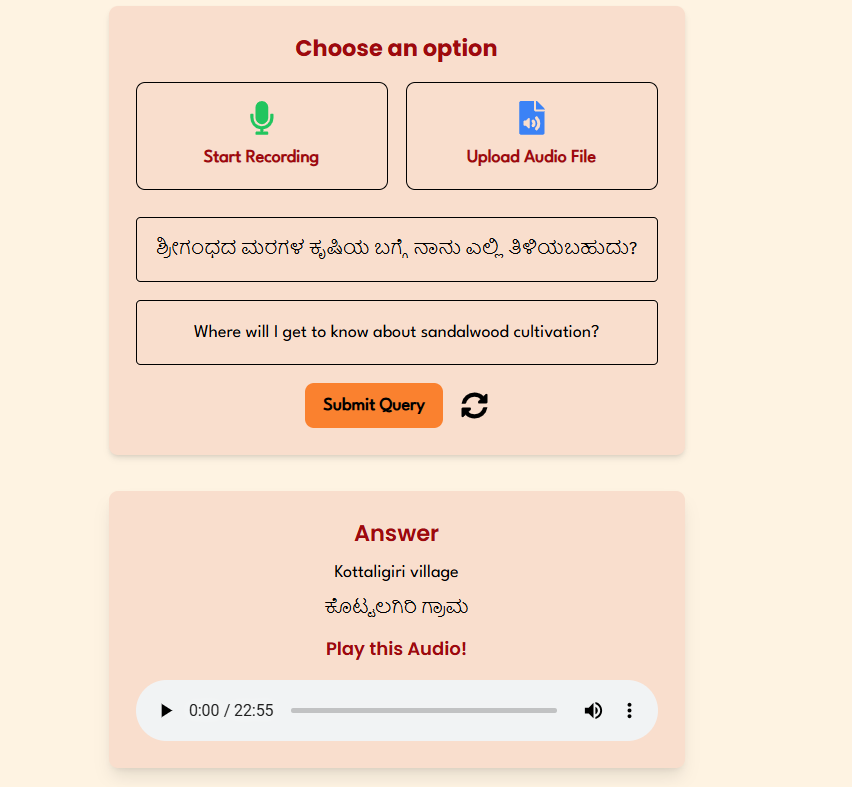 Choose an option
Start Recording
Upload Audio File
ಶ್ರೀಗಂಧದ ಮರಗಳ ಕೃಷಿಯ ಬಗ್ಗೆ ನಾನು ಎಲ್ಲಿ ತಿಳಿಯಬಹುದು?
Where will I get to know about sandalwood cultivation?
Submit Query
Answer
Kottaligiri village
ಕೊಟ್ಟಲಗಿರಿ ಗ್ರಾಮ
Play this Audio!
0:00 / 22:55